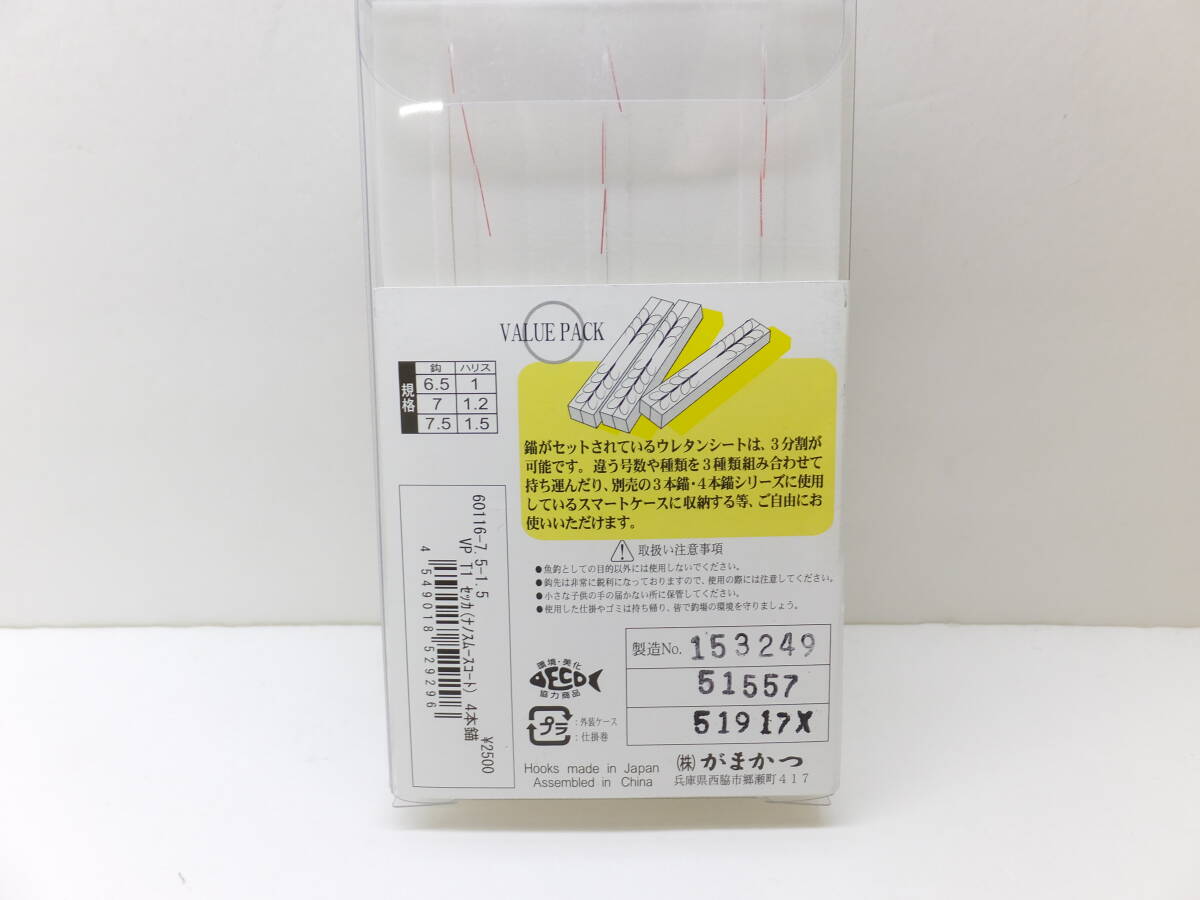 VALUE PACK
規格
鈎 ハリス
6.5 1
7 1.2
7.5 1.5
錨がセットされているウレタンシートは、3分割が
可能です。違う号数や種類を3種類組み合わせて
持ち運んだり、別売の3本錨・4本錨シリーズに使用
しているスマートケースに収納する等、ご自由にお
使いいただけます。
取扱い注意事項
●魚釣としての目的以外には使用しないでください。
●鈎先は非常に鋭利になっておりますので、使用の際には注意してください。
●小さな子供の手の届かない所に保管してください。
●使用した仕掛やゴミは持ち帰り、皆で釣場の環境を守りましょう。
60116-7.5-1.5
VP T1 セッカ(ナノスムースコート) 4本錨
4 549018 529296
¥2500
環境・美化
ECO
協力商品
プラ
:外装ケース
:仕掛巻
製造No. 153249
51557
51917X
Hooks made in Japan
Assembled in China
(株)がまかつ
兵庫県西脇市郷瀬町417